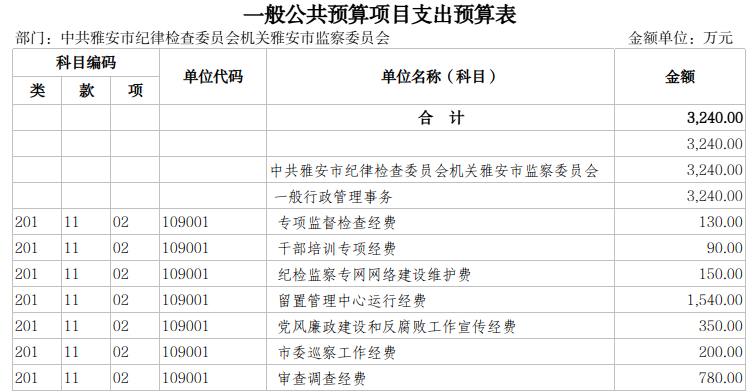 一般公共预算项目支出预算表
部门：中共雅安市纪律检查委员会机关雅安市监察委员会 金额单位：万元
科目编码 单位代码 单位名称（科目） 金额
类 款 项
合 计 3,240.00
3,240.00
中共雅安市纪律检查委员会机关雅安市监察委员会 3,240.00
一般行政管理事务 3,240.00
201 11 02 109001 专项监督检查经费 130.00
201 11 02 109001 干部培训专项经费 90.00
201 11 02 109001 纪检监察专网网络建设维护费 150.00
201 11 02 109001 留置管理中心运行经费 1,540.00
201 11 02 109001 党风廉政建设和反腐败工作宣传经费 350.00
201 11 02 109001 市委巡察工作经费 200.00
201 11 02 109001 审查调查经费 780.00